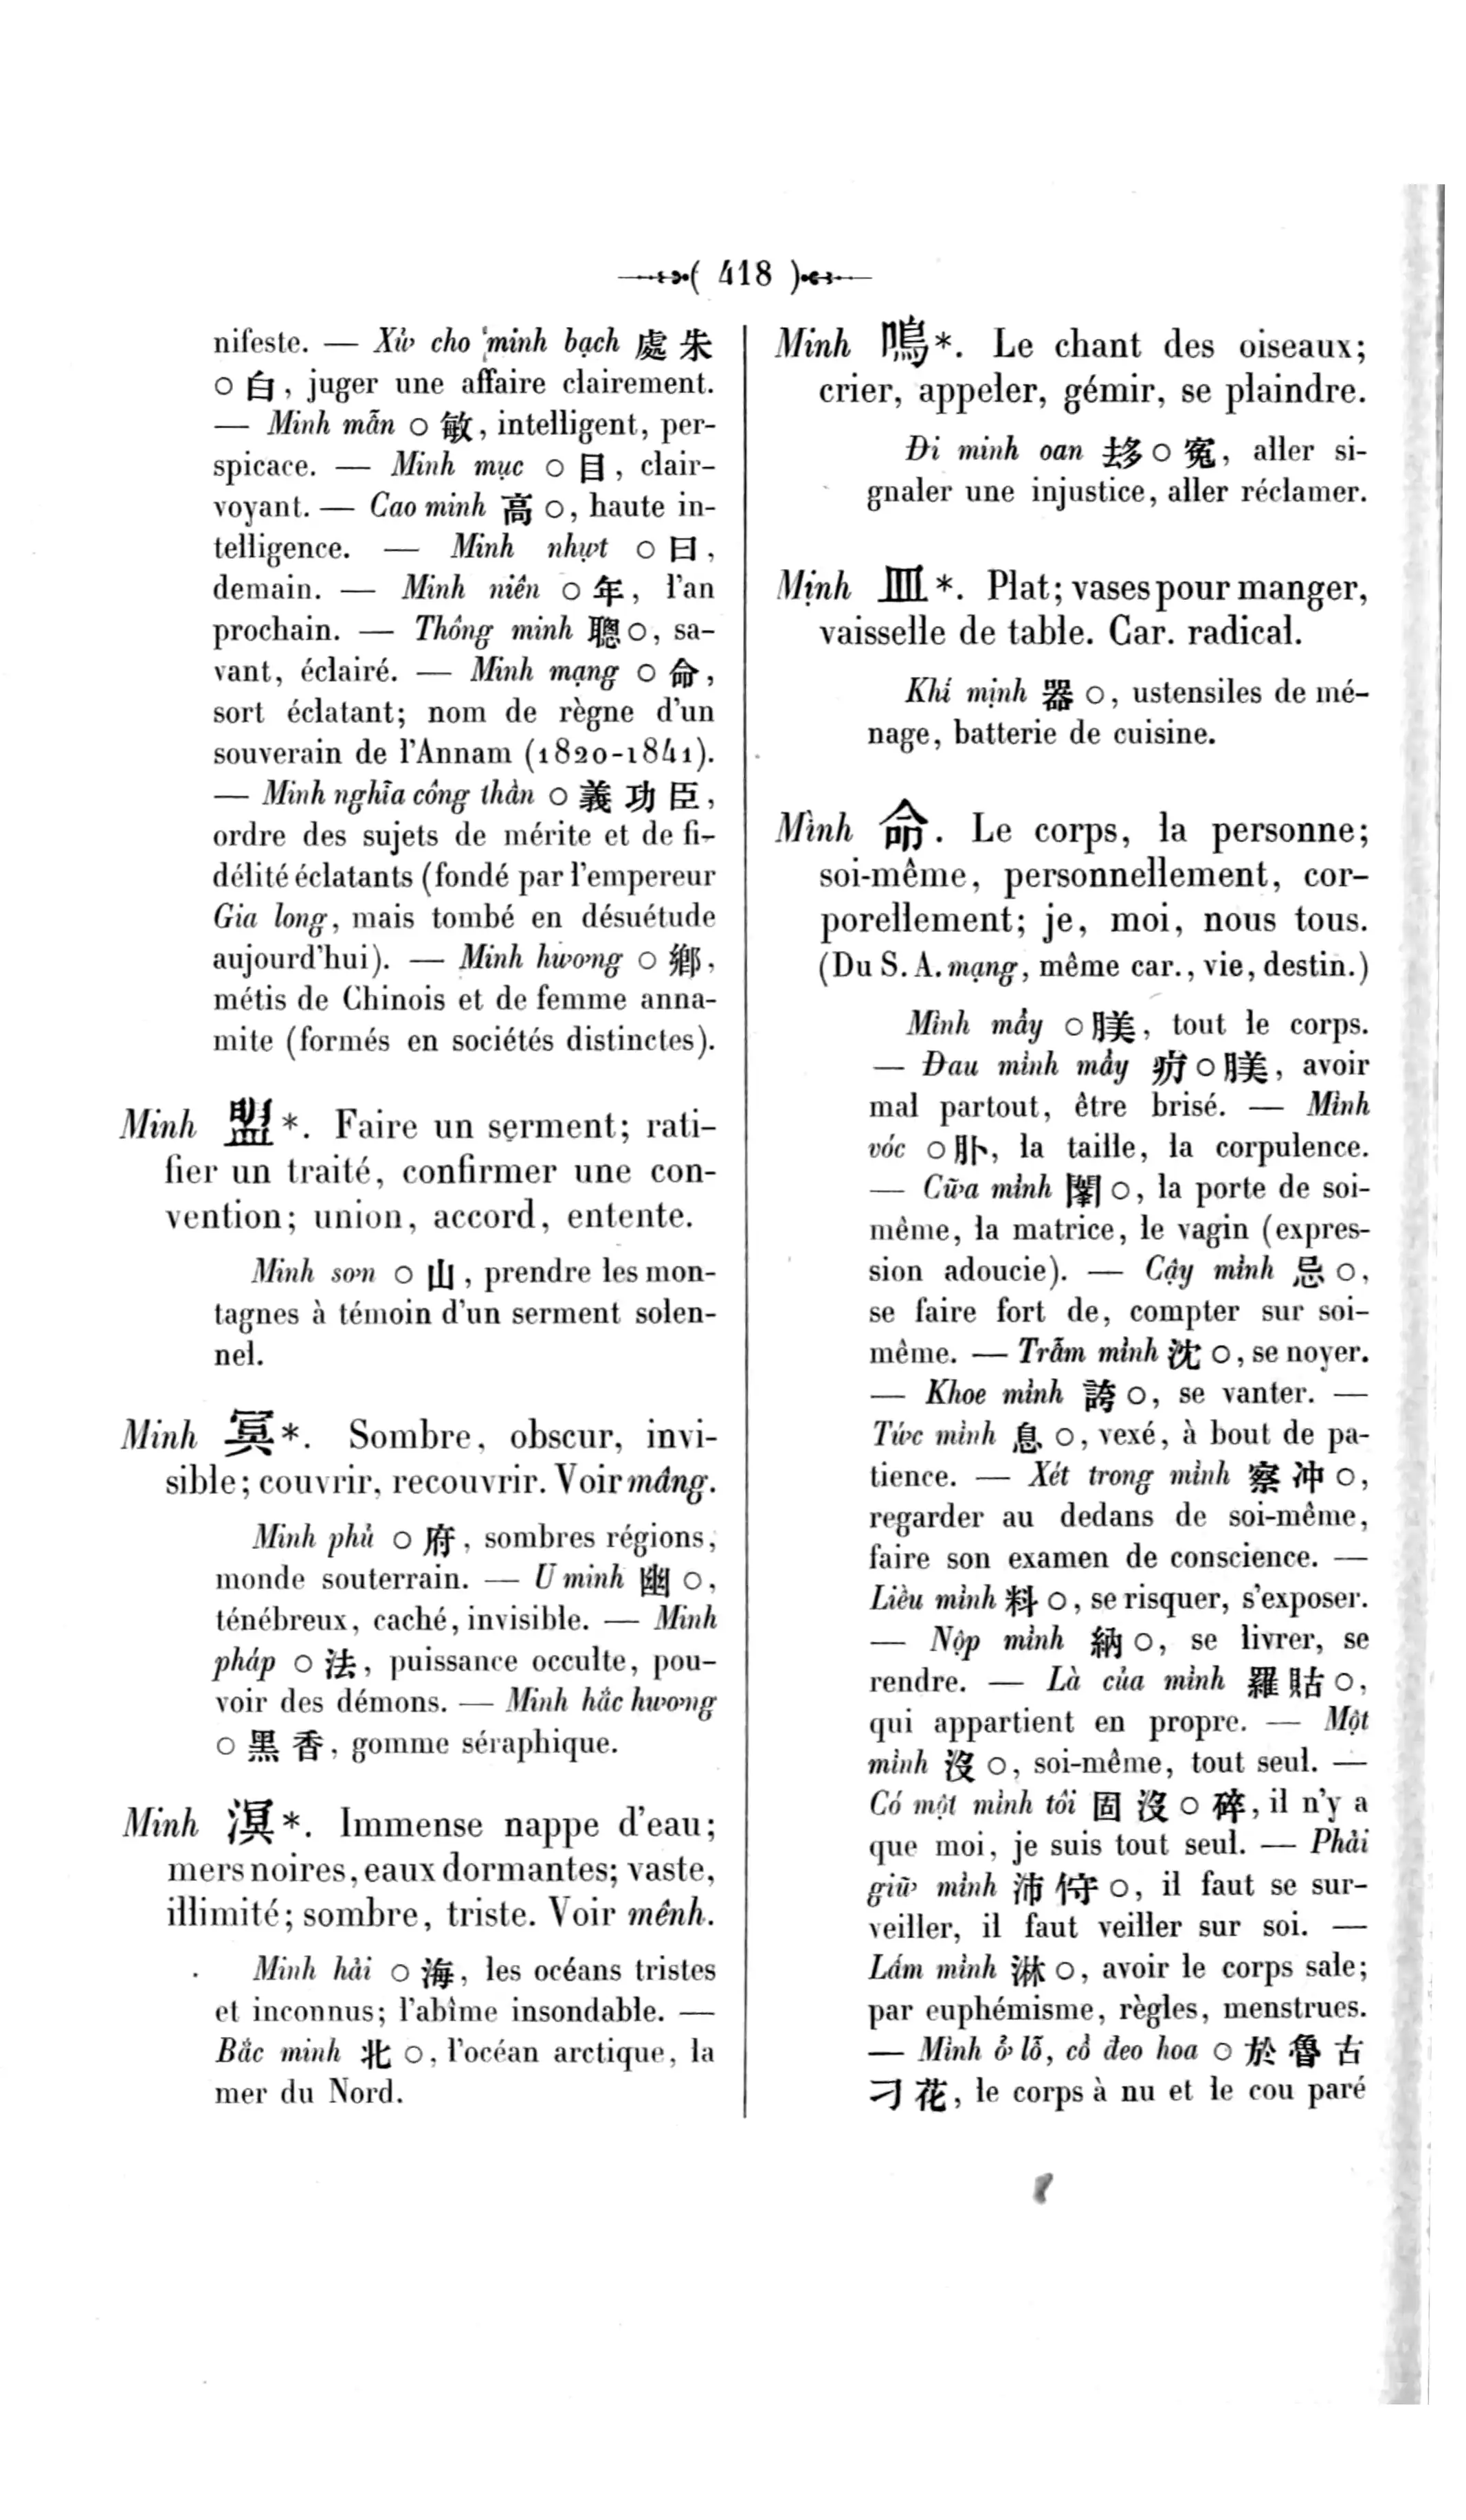 ( 418 )
nifeste. — Xử cho minh bạch 處 朱
○ 白, juger une affaire clairement.
— Minh mẫn ○ 敏, intelligent, per-
spicace. — Minh mục ○ 目, clair-
voyant. — Cao minh 高 ○, haute in-
telligence. — Minh nhựt ○ 日,
demain. — Minh niên ○ 年, l'an
prochain. — Thông minh 聰 ○, sa-
vant, éclairé. — Minh mạng ○ 命,
sort éclatant; nom de règne d'un
souverain de l'Annam (1820-1841).
— Minh nghĩa công thần ○ 義 功 臣,
ordre des sujets de mérite et de fi-
délité éclatants (fondé par l'empereur
Gia long, mais tombé en désuétude
aujourd'hui). — Minh hương ○ 鄉,
métis de Chinois et de femme anna-
mite (formés en sociétés distinctes).
Minh 盟*. Faire un serment; rati-
fier un traité, confirmer une con-
vention; union, accord, entente.
Minh sơn ○ 山, prendre les mon-
tagnes à témoin d'un serment solen-
nel.
Minh 冥*. Sombre, obscur, invi-
sible; couvrir, recouvrir. Voir mâng.
Minh phủ ○ 府, sombres régions,
monde souterrain. — U minh 幽 ○,
ténébreux, caché, invisible. — Minh
pháp ○ 法, puissance occulte, pou-
voir des démons. — Minh hắc hương
○ 黑 香, gomme séraphique.
Minh 溟*. Immense nappe d'eau;
mers noires, eaux dormantes; vaste,
illimité; sombre, triste. Voir mênh.
Minh hải ○ 海, les océans tristes
et inconnus; l'abîme insondable. —
Bắc minh 北 ○, l'océan arctique, la
mer du Nord.
Minh 鳴*. Le chant des oiseaux;
crier, appeler, gémir, se plaindre.
Đi minh oan 𠫾 ○ 寃, aller si-
gnaler une injustice, aller réclamer.
Mịnh 皿*. Plat; vases pour manger,
vaisselle de table. Car. radical.
Khí mịnh 器 ○, ustensiles de mé-
nage, batterie de cuisine.
Mình 命. Le corps, la personne;
soi-même, personnellement, cor-
porellement; je, moi, nous tous.
(Du S. A. mạng, même car., vie, destin.)
Mình mẩy ○ 𦟐, tout le corps.
— Đau mình mẩy 疠 ○ 𦟐, avoir
mal partout, être brisé. — Mình
vóc ○, la taille, la corpulence.
— Cữa mình 𨷯 ○, la porte de soi-
même, la matrice, le vagin (expres-
sion adoucie). — Cậy mình 忌 ○,
se faire fort de, compter sur soi-
même. — Trẫm mình 沈 ○, se noyer.
— Khoe mình 誇 ○, se vanter. —
Tức mình 息 ○, vexé, à bout de pa-
tience. — Xét trong mình 察 冲 ○,
regarder au dedans de soi-même,
faire son examen de conscience. —
Liều mình 料 ○, se risquer, s'exposer.
— Nộp mình 納 ○, se livrer, se
rendre. — Là của mình 羅 貼 ○,
qui appartient en propre. — Một
mình 沒 ○, soi-même, tout seul. —
Có một mình tôi 固 沒 ○ 碎, il n'y a
que moi, je suis tout seul. — Phải
giữ mình 沛 ○, il faut se sur-
veiller, il faut veiller sur soi. —
Lấm mình 淋 ○, avoir le corps sale;
par euphémisme, règles, menstrues.
— Mình ở lỗ, cổ đeo hoa ○ 於 魯 古
刁 花, le corps à nu et le cou paré